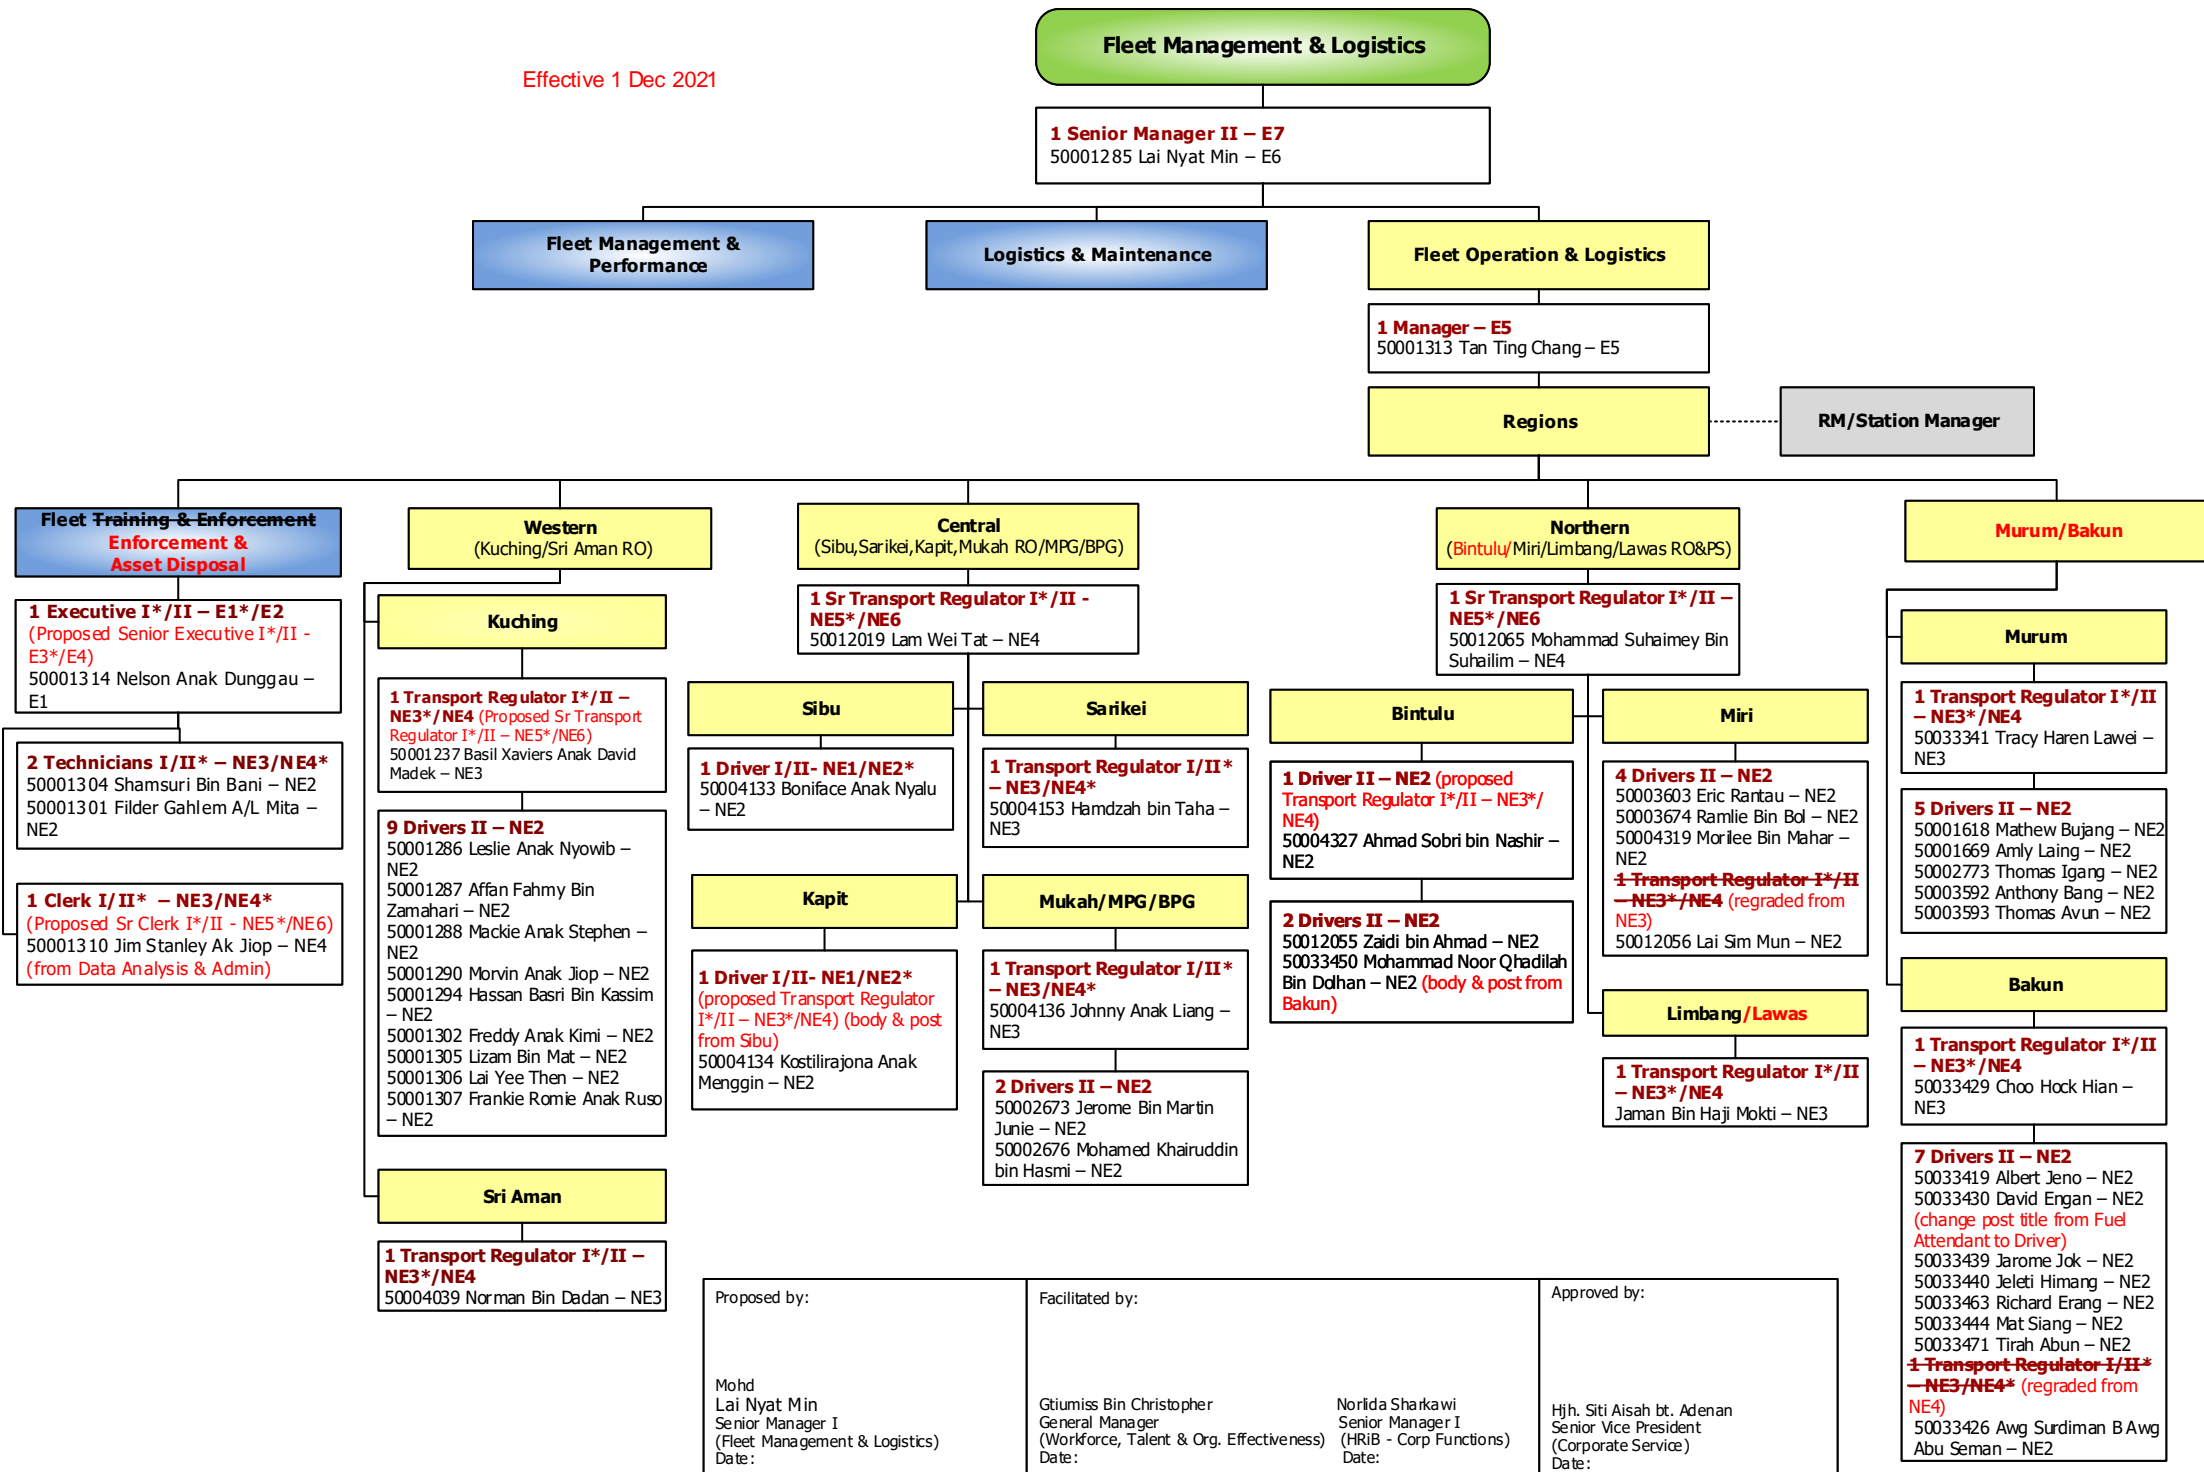 Fleet Management & Logistics
Effective 1 Dec 2021
1 Senior Manager II – E7
50001285 Lai Nyat Min – E6
Fleet Management &
Performance
Logistics & Maintenance
Fleet Operation & Logistics
1 Manager – E5
50001313 Tan Ting Chang – E5
Regions
RM/Station Manager
Fleet Training & Enforcement
Enforcement &
Asset Disposal
1 Executive I*/II – E1*/E2
(Proposed Senior Executive I*/II -
E3*/E4)
50001314 Nelson Anak Dunggau –
E1
2 Technicians I/II* – NE3/NE4*
50001304 Shamsuri Bin Bani – NE2
50001301 Filder Gahlem A/L Mita –
NE2
1 Clerk I/II* – NE3/NE4*
(Proposed Sr Clerk I*/II - NE5*/NE6)
50001310 Jim Stanley Ak Jiop – NE4
(from Data Analysis & Admin)
Western
(Kuching/Sri Aman RO)
Kuching
1 Transport Regulator I*/II –
NE3*/NE4 (Proposed Sr Transport
Regulator I*/II – NE5*/NE6)
50001237 Basil Xaviers Anak David
Madek – NE3
9 Drivers II – NE2
50001286 Leslie Anak Nyowib –
NE2
50001287 Affan Fahmy Bin
Zamahari – NE2
50001288 Mackie Anak Stephen –
NE2
50001290 Morvin Anak Jiop – NE2
50001294 Hassan Basri Bin Kassim
– NE2
50001302 Freddy Anak Kimi – NE2
50001305 Lizam Bin Mat – NE2
50001306 Lai Yee Then – NE2
50001307 Frankie Romie Anak Ruso
– NE2
Sri Aman
1 Transport Regulator I*/II –
NE3*/NE4
50004039 Norman Bin Dadan – NE3
Central
(Sibu,Sarikei,Kapit,Mukah RO/MPG/BPG)
1 Sr Transport Regulator I*/II -
NE5*/NE6
50012019 Lam Wei Tat – NE4
Sibu
1 Driver I/II- NE1/NE2*
50004133 Boniface Anak Nyalu
– NE2
Sarikei
1 Transport Regulator I/II*
– NE3/NE4*
50004153 Hamdzah bin Taha –
NE3
Kapit
1 Driver I/II- NE1/NE2*
(proposed Transport Regulator
I*/II – NE3*/NE4) (body & post
from Sibu)
50004134 Kostilirajona Anak
Menggin – NE2
Mukah/MPG/BPG
1 Transport Regulator I/II*
– NE3/NE4*
50004136 Johnny Anak Liang –
NE3
2 Drivers II – NE2
50002673 Jerome Bin Martin
Junie – NE2
50002676 Mohamed Khairuddin
bin Hasmi – NE2
Northern
(Bintulu/Miri/Limbang/Lawas RO&PS)
1 Sr Transport Regulator I*/II –
NE5*/NE6
50012065 Mohammad Suhaimey Bin
Suhailim – NE4
Bintulu
1 Driver II – NE2 (proposed
Transport Regulator I*/II – NE3*/
NE4)
50004327 Ahmad Sobri bin Nashir –
NE2
2 Drivers II – NE2
50012055 Zaidi bin Ahmad – NE2
50033450 Mohammad Noor Qhadilah
Bin Dolhan – NE2 (body & post from
Bakun)
Miri
4 Drivers II – NE2
50003603 Eric Rantau – NE2
50003674 Ramlie Bin Bol – NE2
50004319 Morilee Bin Mahar –
NE2
1 Transport Regulator I*/II
– NE3*/NE4 (regraded from
NE3)
50012056 Lai Sim Mun – NE2
Limbang/Lawas
1 Transport Regulator I*/II
– NE3*/NE4
Jaman Bin Haji Mokti – NE3
Murum/Bakun
Murum
1 Transport Regulator I*/II
– NE3*/NE4
50033341 Tracy Haren Lawei –
NE3
5 Drivers II – NE2
50001618 Mathew Bujang – NE2
50001669 Amly Laing – NE2
50002773 Thomas Igang – NE2
50003592 Anthony Bang – NE2
50003593 Thomas Avun – NE2
Bakun
1 Transport Regulator I*/II
– NE3*/NE4
50033429 Choo Hock Hian –
NE3
7 Drivers II – NE2
50033419 Albert Jeno – NE2
50033430 David Engan – NE2
(change post title from Fuel
Attendant to Driver)
50033439 Jarome Jok – NE2
50033440 Jeleti Himang – NE2
50033463 Richard Erang – NE2
50033444 Mat Siang – NE2
50033471 Tirah Abun – NE2
1 Transport Regulator I/II*
– NE3/NE4* (regraded from
NE4)
50033426 Awg Surdiman B Awg
Abu Seman – NE2
Proposed by:
Mohd
Lai Nyat Min
Senior Manager I
(Fleet Management & Logistics)
Date:
Facilitated by:
Gtiumiss Bin Christopher
General Manager
(Workforce, Talent & Org. Effectiveness)
Date:
Norlida Sharkawi
Senior Manager I
(HRiB - Corp Functions)
Date:
Approved by:
Hjh. Siti Aisah bt. Adenan
Senior Vice President
(Corporate Service)
Date: